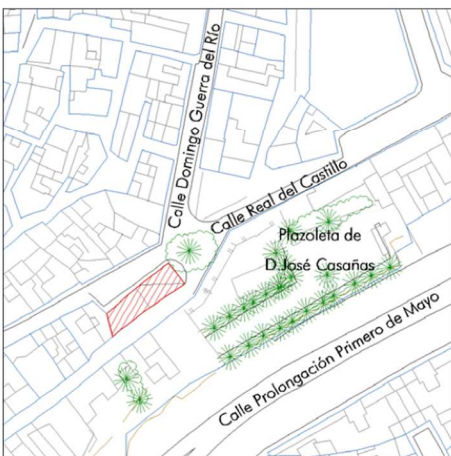 Calle Domingo Guerra del Río
Calle Real del Castillo
Plazoleta de
D.José Casañas
Calle Prolongación Primero de Mayo